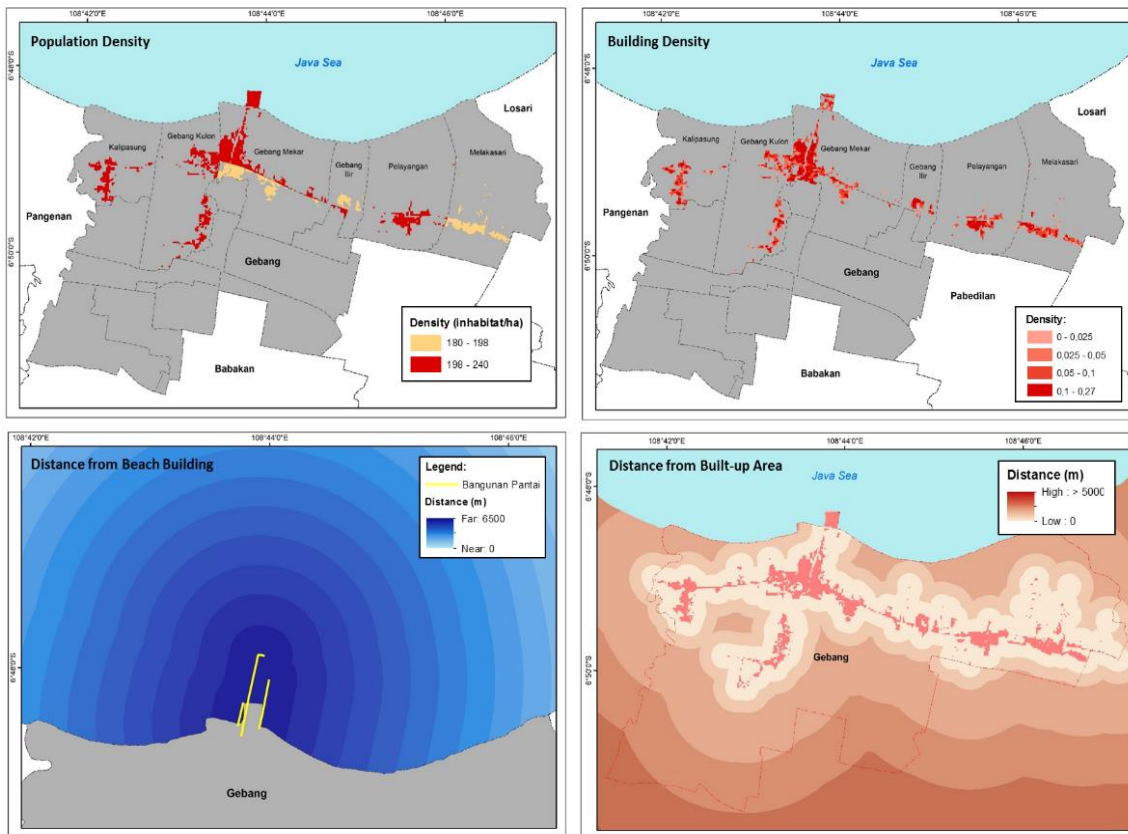 108°42'0"E 108°44'0"E 108°46'0"E
Population Density
Java Sea
6°48'0"S
Losari
Kalipasung
Gebang Kulon
Gebang Mekar
Gebang
Ilir
Pelayangan
Melakasari
Pangenan
6°50'0"S
Gebang
Babakan
Density (inhabitat/ha)
180 - 198
198 - 240
108°42'0"E 108°44'0"E 108°46'0"E
Building Density
Java Sea
6°48'0"S
Losari
Kalipasung
Gebang Kulon
Gebang Mekar
Gebang
Ilir
Pelayangan
Melakasari
Pangenan
6°50'0"S
Gebang
Pabedilan
Babakan
Density:
0 - 0,025
0,025 - 0,05
0,05 - 0,1
0,1 - 0,27
108°42'0"E 108°44'0"E 108°46'0"E
Distance from Beach Building
Legend:
Bangunan Pantai
Distance (m)
Far: 6500
Near: 0
6°48'0"S
Gebang
108°42'0"E 108°44'0"E 108°46'0"E
Distance from Built-up Area
Java Sea
Distance (m)
High : > 5000
Low : 0
6°48'0"S
6°50'0"S
Gebang